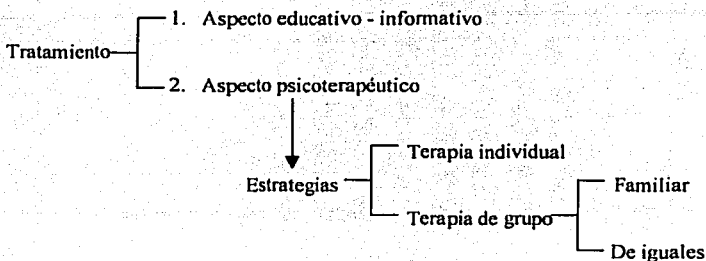 1. Aspecto educativo - informativo
Tratamiento
2. Aspecto psicoterapéutico
Terapia individual
Estrategias
Familiar
Terapia de grupo
De iguales